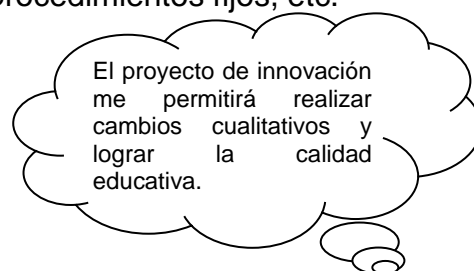 procedimientos fijos, etc.
El proyecto de innovación
me permitirá realizar
cambios cualitativos y
lograr la calidad
educativa.